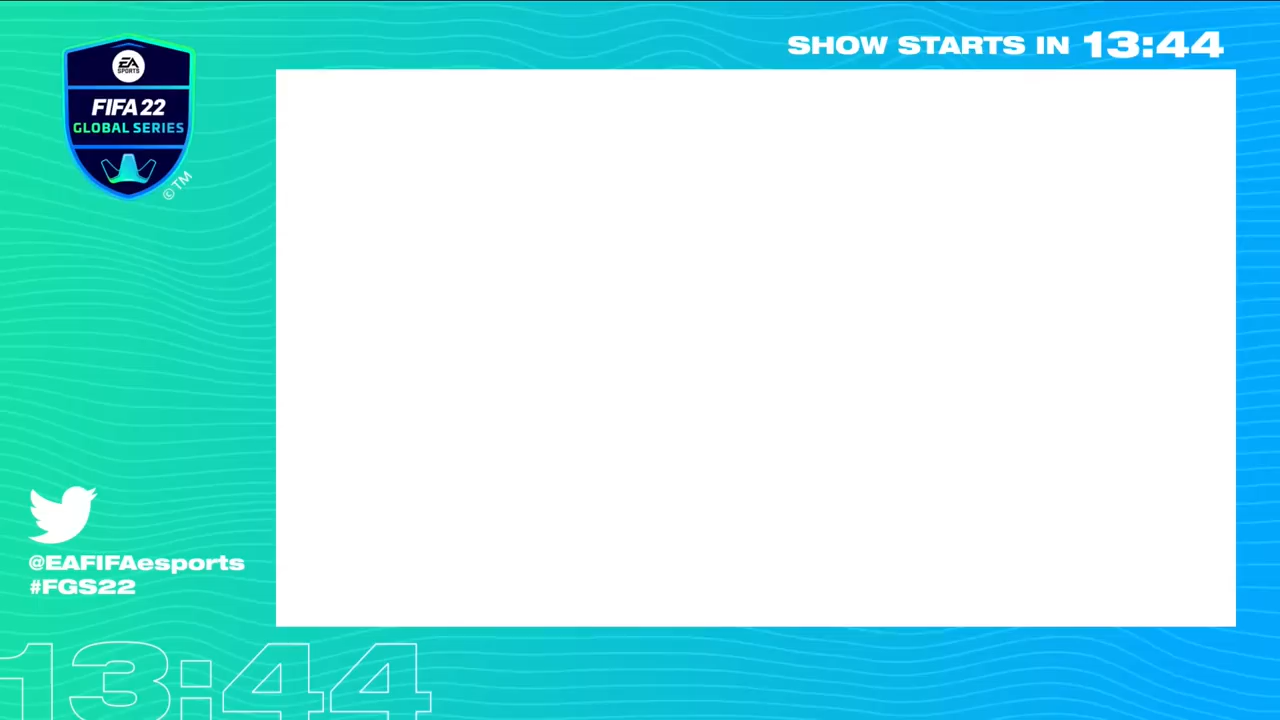 SHOW STARTS IN 13:44
EA
SPORTS
FIFA 22
GLOBAL SERIES
©TM
@EAFIFAesports
#FGS22
13:44